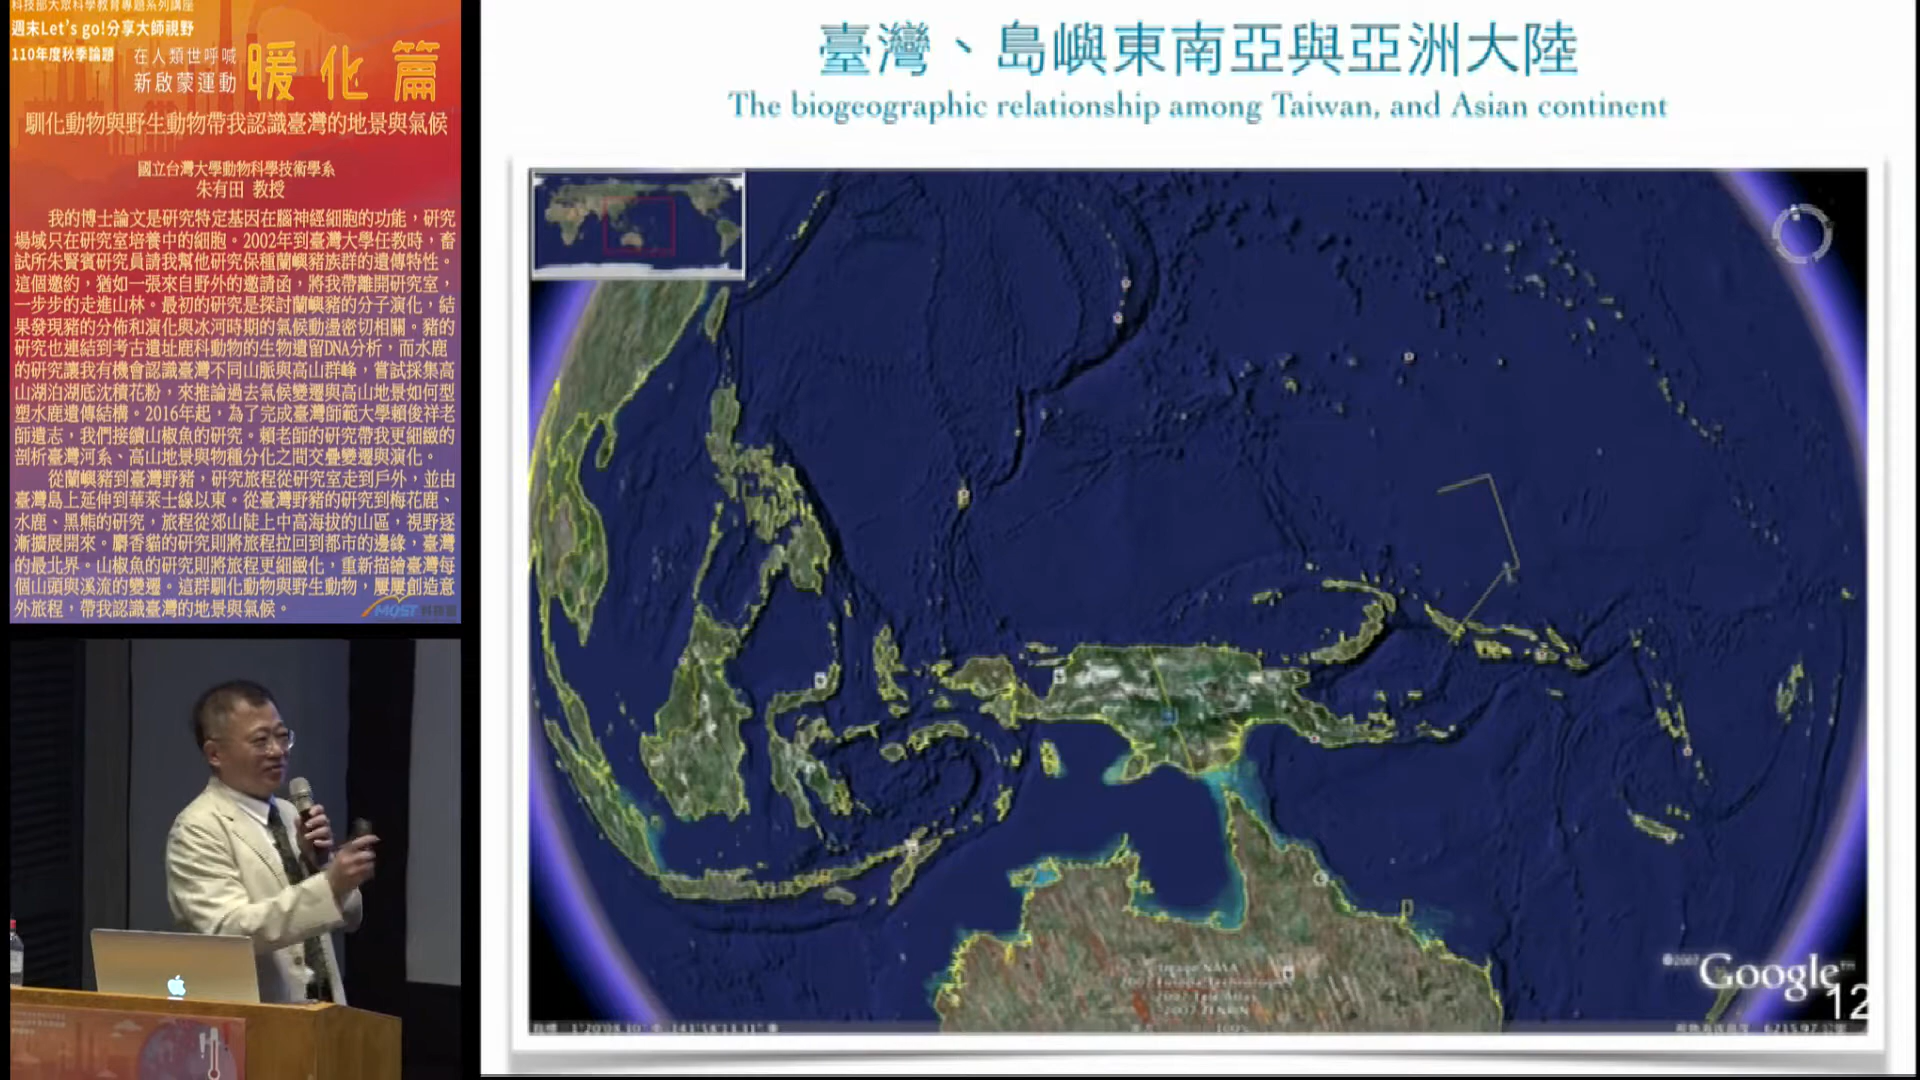 科技部大眾科學教育專題系列講座
週末Let's go!分享大師視野
110年度秋季論題
在人類世呼喊
新啟蒙運動
暖化篇
馴化動物與野生動物帶我認識臺灣的地景與氣候
國立台灣大學動物科學技術學系
朱有田 教授
我的博士論文是研究特定基因在腦神經細胞的功能，研究
場域只在研究室培養中的細胞。2002年到臺灣大學任教時，畜
試所朱賢賓研究員請我幫他研究保種蘭嶼豬族群的遺傳特性。
這個邀約，猶如一張來自野外的邀請函，將我帶離開研究室，
一步步的走進山林。最初的研究是探討蘭嶼豬的分子演化，結
果發現豬的分佈和演化與冰河時期的氣候動盪密切相關。豬的
研究也連結到考古遺址鹿科動物的生物遺留DNA分析，而水鹿
的研究讓我有機會認識臺灣不同山脈與高山群峰，嘗試採集高
山湖泊湖底沈積花粉，來推論過去氣候變遷與高山地景如何型
塑水鹿遺傳結構。2016年起，為了完成臺灣師範大學賴俊祥老
師遺志，我們接續山椒魚的研究。賴老師的研究帶我更細緻的
剖析臺灣河系、高山地景與物種分化之間交疊變遷與演化。
從蘭嶼豬到臺灣野豬，研究旅程從研究室走到戶外，並由
臺灣島上延伸到華萊士線以東。從臺灣野豬的研究到梅花鹿、
水鹿、黑熊的研究，旅程從郊山陡上中高海拔的山區，視野逐
漸擴展開來。麝香貓的研究則將旅程拉回到都市的邊緣，臺灣
的最北界。山椒魚的研究則將旅程更細緻化，重新描繪臺灣每
個山頭與溪流的變遷。這群馴化動物與野生動物，屢屢創造意
外旅程，帶我認識臺灣的地景與氣候。
MOST 科技部
臺灣、島嶼東南亞與亞洲大陸
The biogeographic relationship among Taiwan, and Asian continent
Image NASA
2007 Europa Technologies
2007 Tele Atlas
2007 ZENRIN
©2007 Google™
12